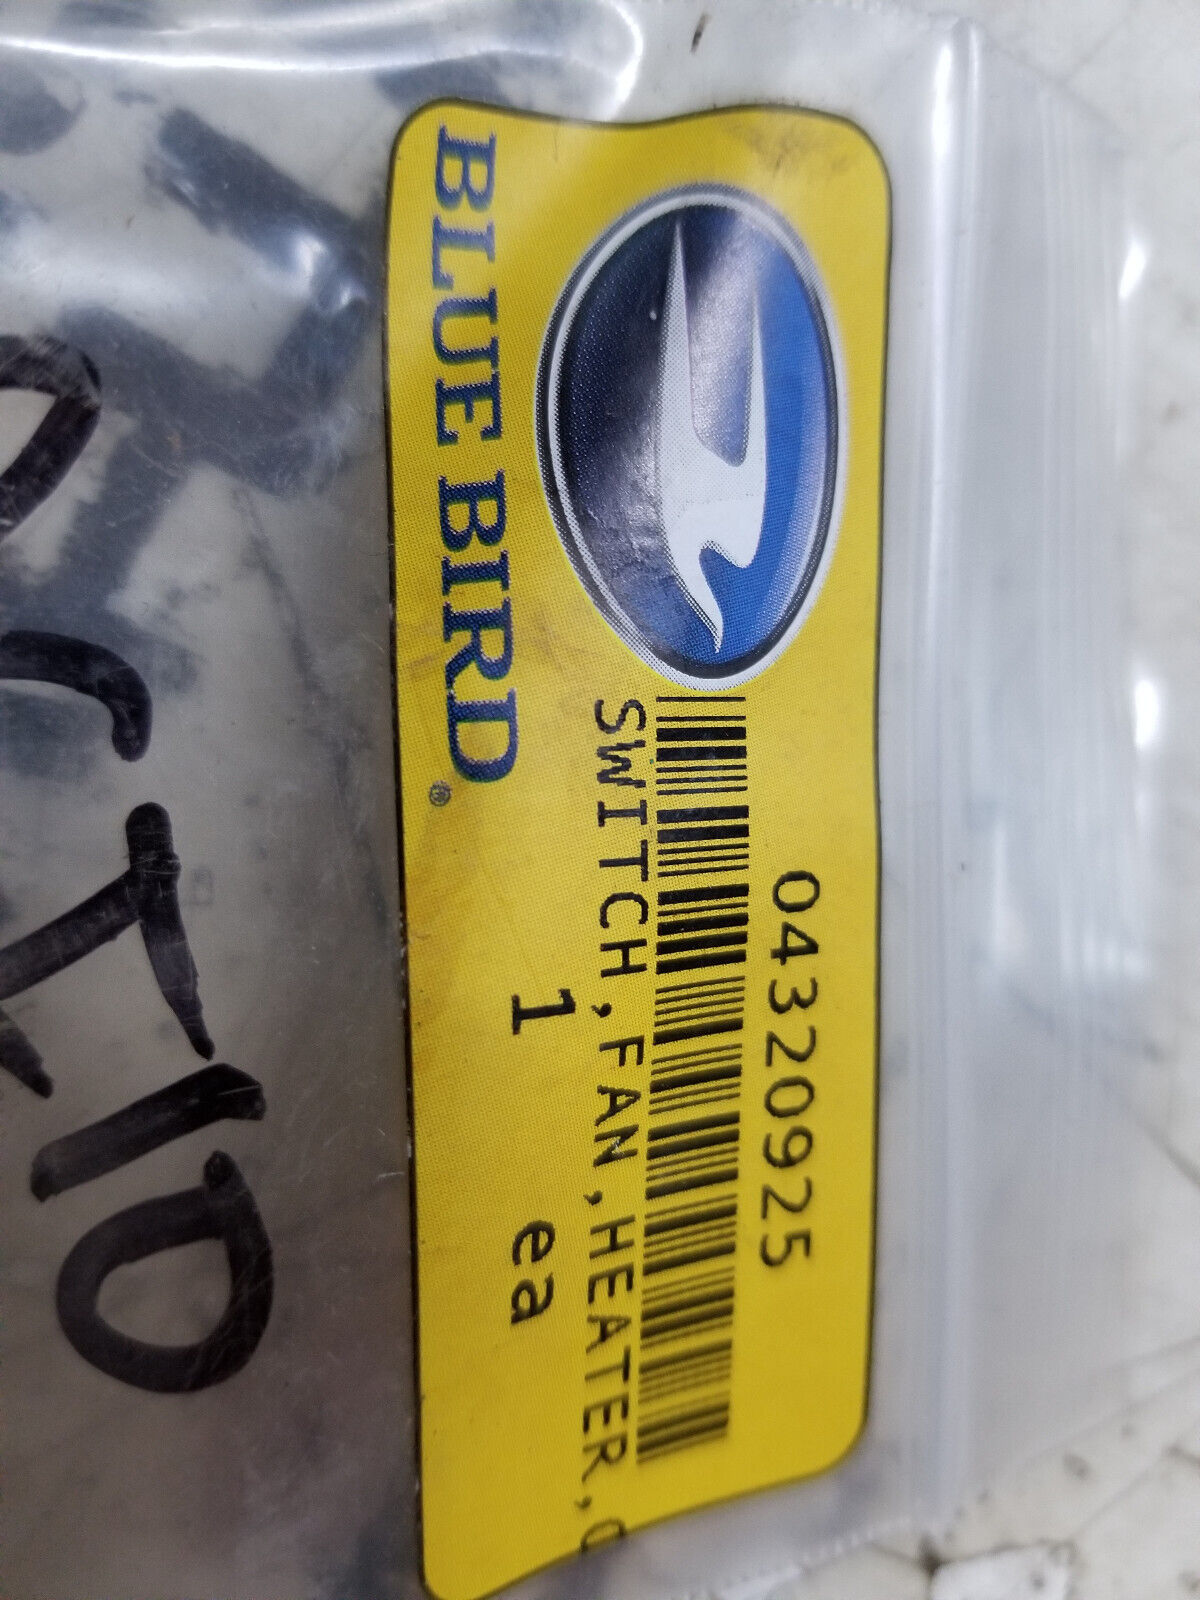 04320925
SWITCH,FAN,HEATER,
1 ea
BLUE BIRD®